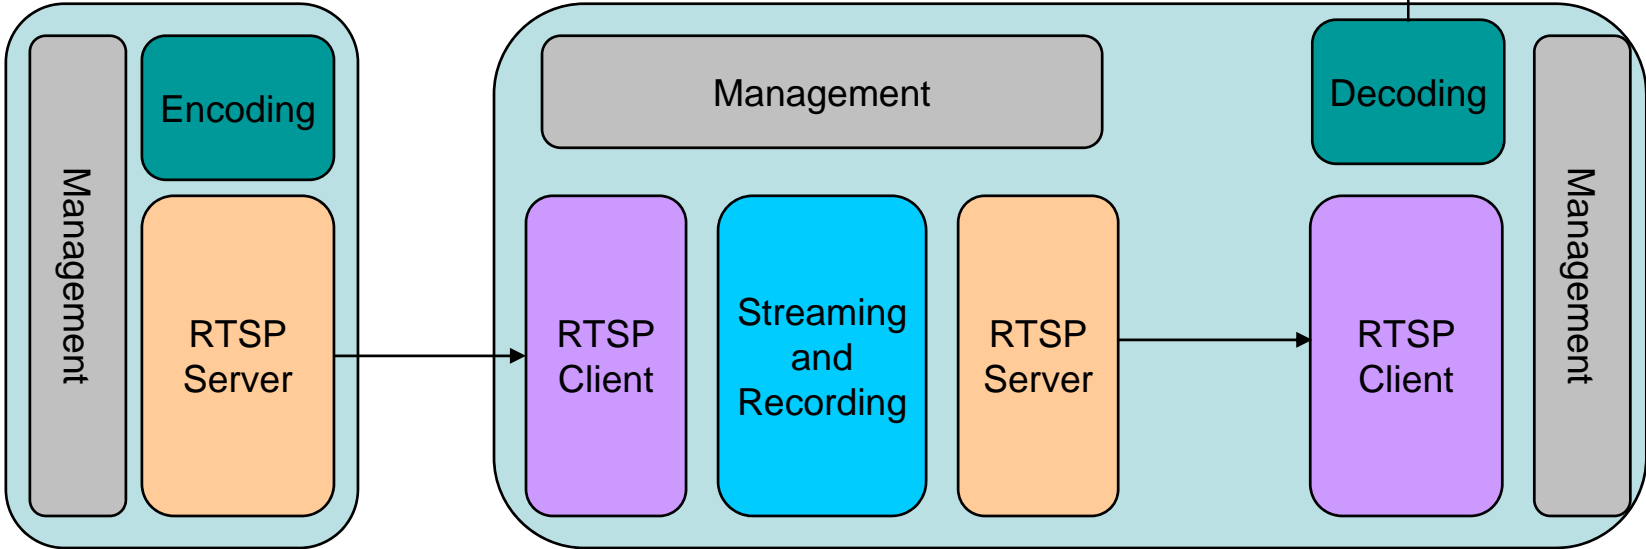 Management
Encoding
RTSP
Server
Management
RTSP
Client
Streaming
and
Recording
RTSP
Server
Decoding
RTSP
Client
Management